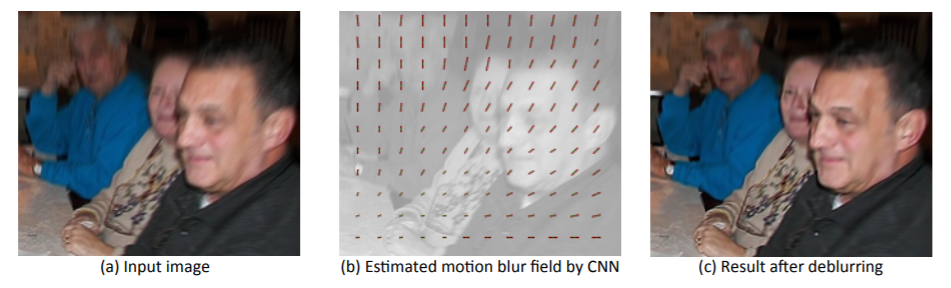 (a) Input image
(b) Estimated motion blur field by CNN
(c) Result after deblurring